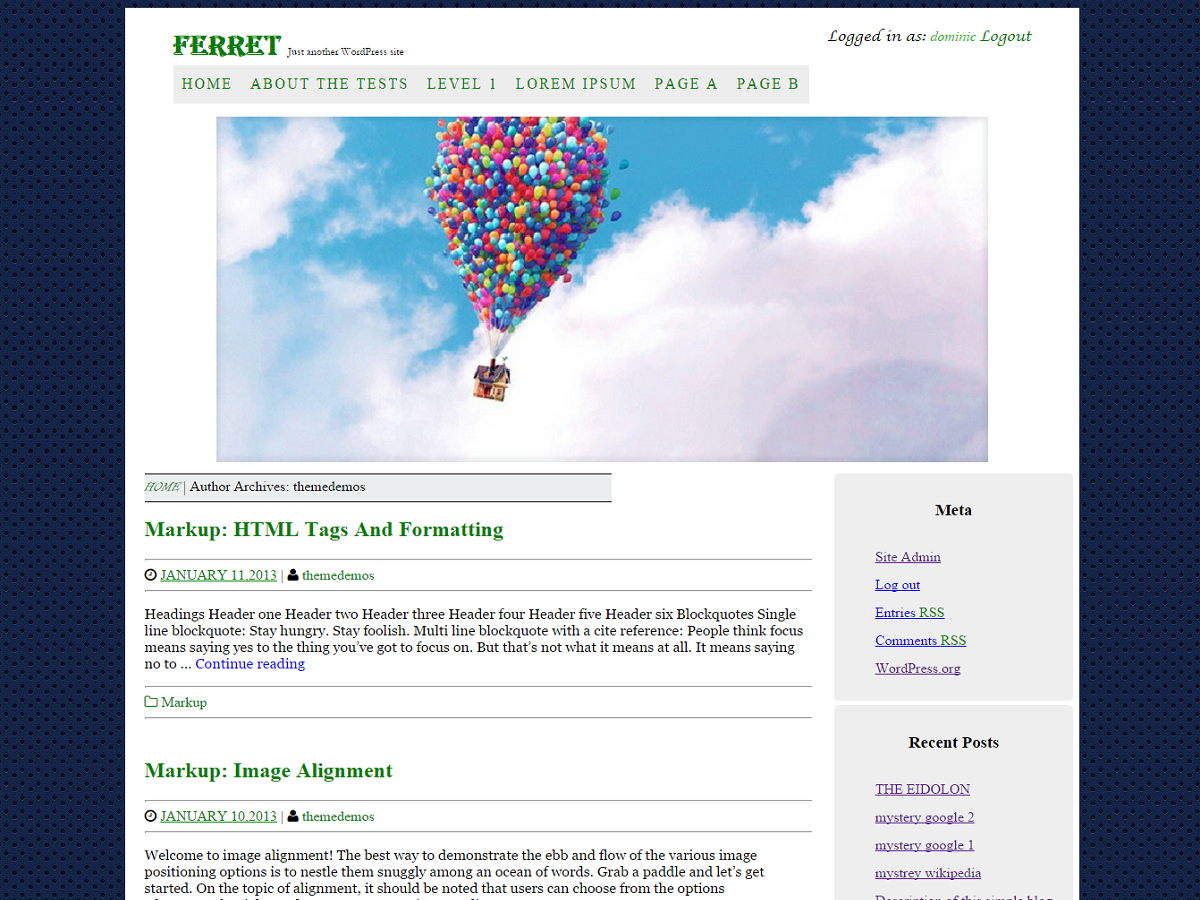 FERRET Just another WordPress site
Logged in as: dominic Logout
HOME ABOUT THE TESTS LEVEL 1 LOREM IPSUM PAGE A PAGE B
HOME | Author Archives: themedemos
Markup: HTML Tags And Formatting
JANUARY 11,2013 | themedemos
Headings Header one Header two Header three Header four Header five Header six Blockquotes Single
line blockquote: Stay hungry. Stay foolish. Multi line blockquote with a cite reference: People think focus
means saying yes to the thing you’ve got to focus on. But that’s not what it means at all. It means saying
no to ... Continue reading
Markup
Markup: Image Alignment
JANUARY 10,2013 | themedemos
Welcome to image alignment! The best way to demonstrate the ebb and flow of the various image
positioning options is to nestle them snuggly among an ocean of words. Grab a paddle and let’s get
started. On the topic of alignment, it should be noted that users can choose from the options
Meta
Site Admin
Log out
Entries RSS
Comments RSS
WordPress.org
Recent Posts
THE EIDOLON
mystery google 2
mystery google 1
mystrey wikipedia
Description of this simple blog